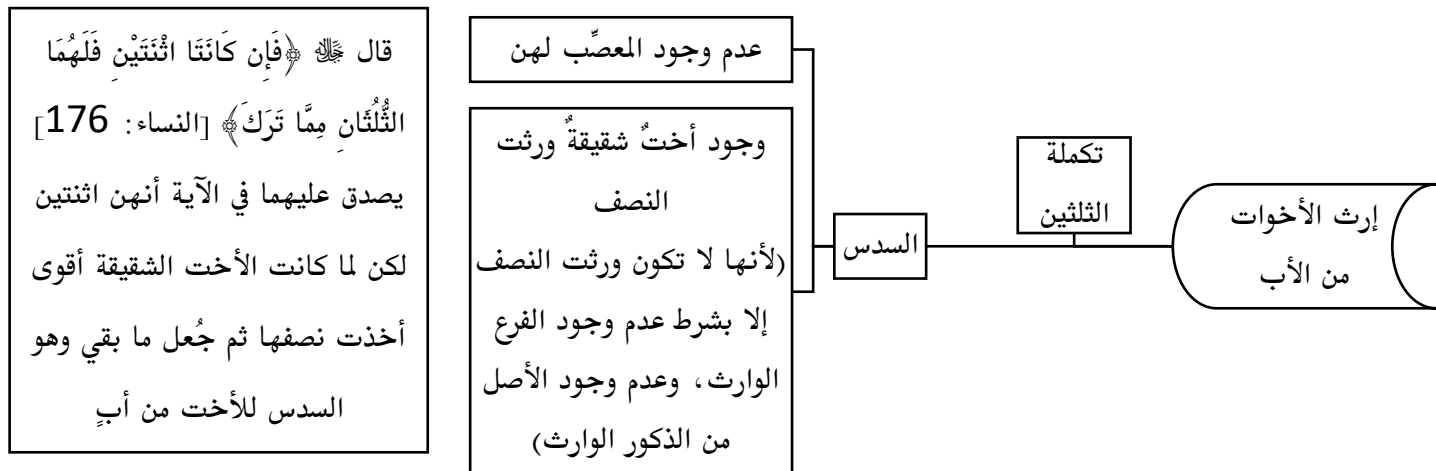 إرث الأخوات
من الأب
تكملة
الثلثين
السدس
عدم وجود المعصِّب لهن
وجود أختٌ شقيقةٌ ورثت
النصف
(لأنها لا تكون ورثت النصف
إلا بشرط عدم وجود الفرع
الوارث، وعدم وجود الأصل
من الذكور الوارث)
قال ﷻ ﴿فَإِن كَانَتَا اثْنَتَيْنِ فَلَهُمَا
الثُّلُثَانِ مِمَّا تَرَكَ﴾ [النساء: 176]
يصدق عليهما في الآية أنهن اثنتين
لكن لما كانت الأخت الشقيقة أقوى
أخذت نصفها ثم جُعل ما بقي وهو
السدس للأخت من أبٍ